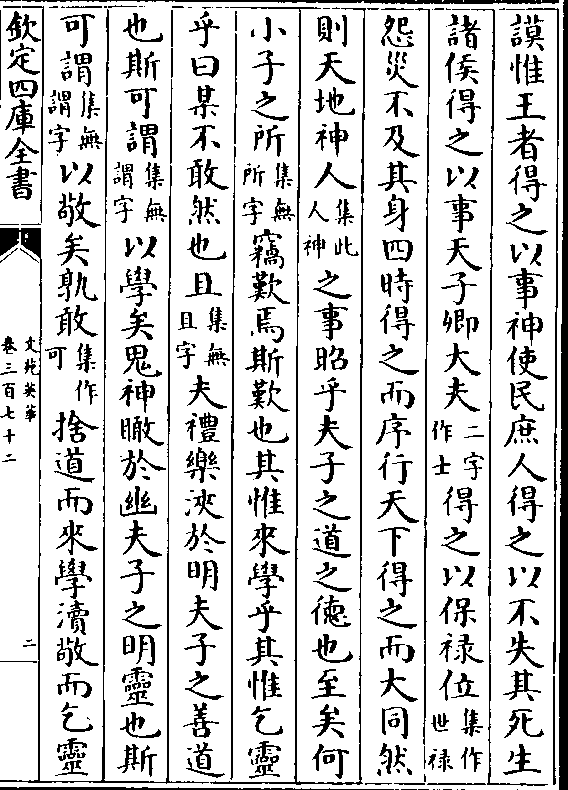 謨惟王者得之以事神使民庶人得之以不失其死生
諸侯得之以事天子卿大夫二字作士得之以保祿位集作世祿
怨災不及其身四時得之而序行天下得之而大同然
則天地神人集此人神之事昭乎夫子之道之德也至矣何
小子之所集無所字竊歎焉斯歎也其惟來學乎其惟乞靈
乎曰某不敢然也且集無且字夫禮樂浹於明夫子之善道
也斯可謂集無謂字以學矣鬼神瞰於幽夫子之明靈也斯
可謂集無謂字以敬矣孰敢集作可捨道而來學瀆敬而乞靈
欽定四庫全書
文苑英華
卷三百七十二
二